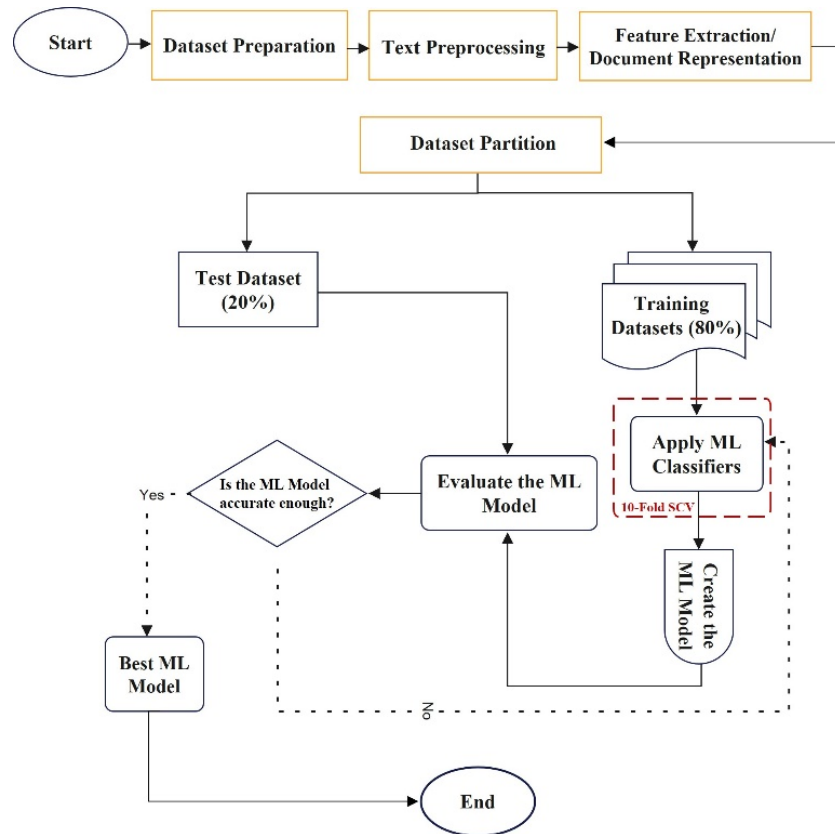 Start
Dataset Preparation
Text Preprocessing
Feature Extraction/
Document Representation
Dataset Partition
Test Dataset
(20%)
Training
Datasets (80%)
Apply ML
Classifiers
10-Fold SCV
Evaluate the ML
Model
Is the ML Model
accurate enough?
Yes
Create the
ML Model
Best ML
Model
No
End